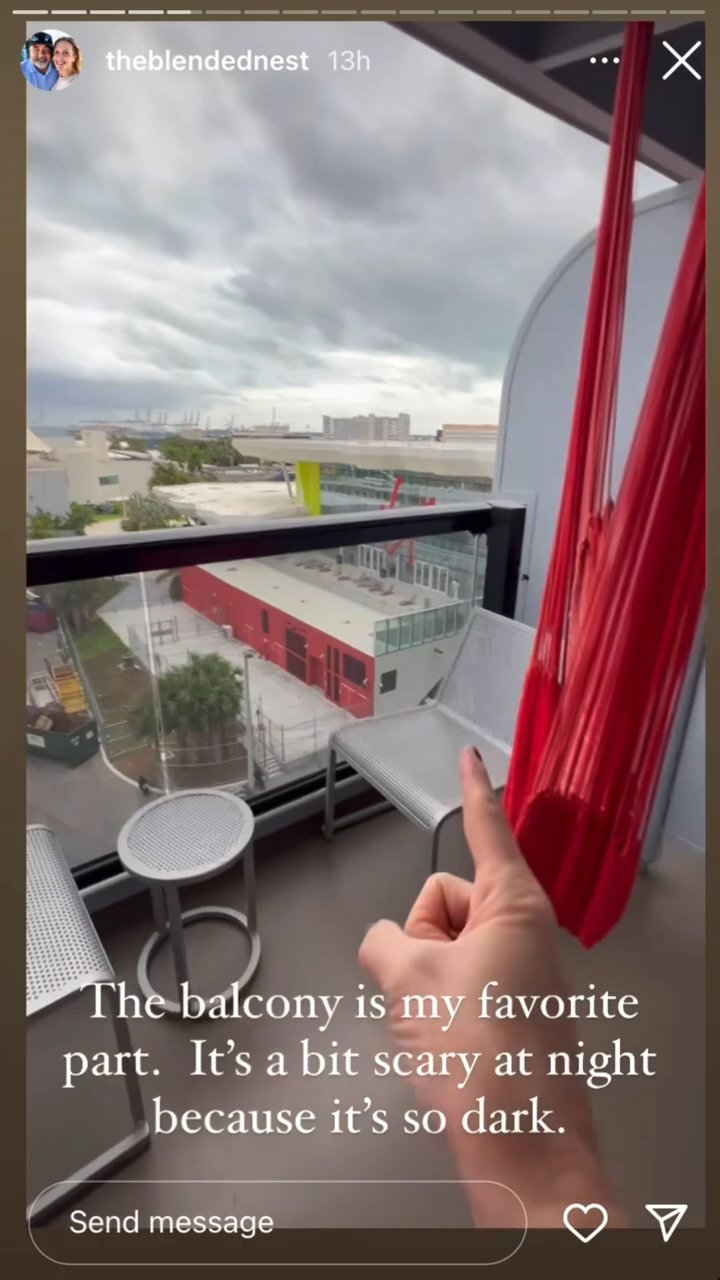 theblendednest 13h
The balcony is my favorite
part. It's a bit scary at night
because it's so dark.
Send message